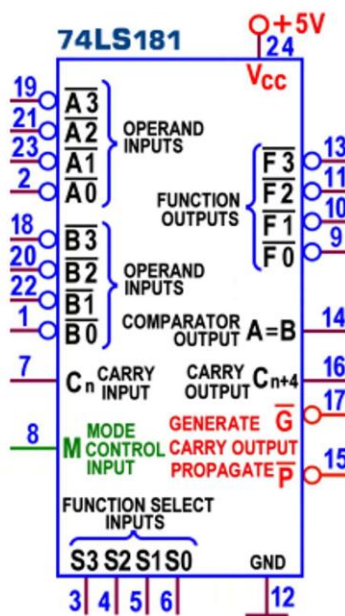 74LS181
+5V
24
VCC
19
A3
21
A2
23
A1
2
A0
OPERAND
INPUTS
18
B3
20
B2
22
B1
1
B0
OPERAND
INPUTS
7
Cn CARRY
INPUT
8
M MODE
CONTROL
INPUT
FUNCTION
OUTPUTS
F3
13
F2
11
F1
10
F0
9
COMPARATOR
OUTPUT A=B
14
CARRY
OUTPUT Cn+4
16
17
GENERATE G
CARRY OUTPUT
PROPAGATE P
15
FUNCTION SELECT
INPUTS
S3 S2 S1 S0
GND
3 4 5 6
12